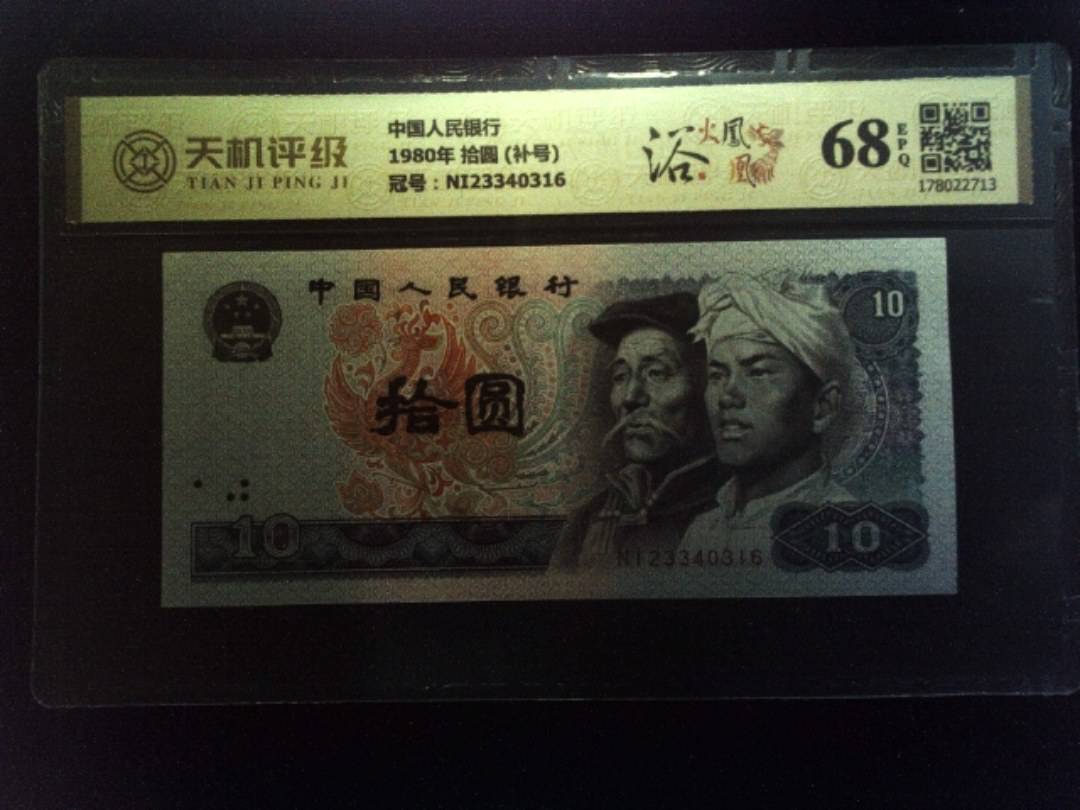 天机评级
TIAN JI PING JI
中国人民银行
1980年 拾圆 (补号)
冠号：NI23340316
浴火凤凰
68
EPQ
178022713
中国人民银行
10
拾圆
10
NI23340316
10